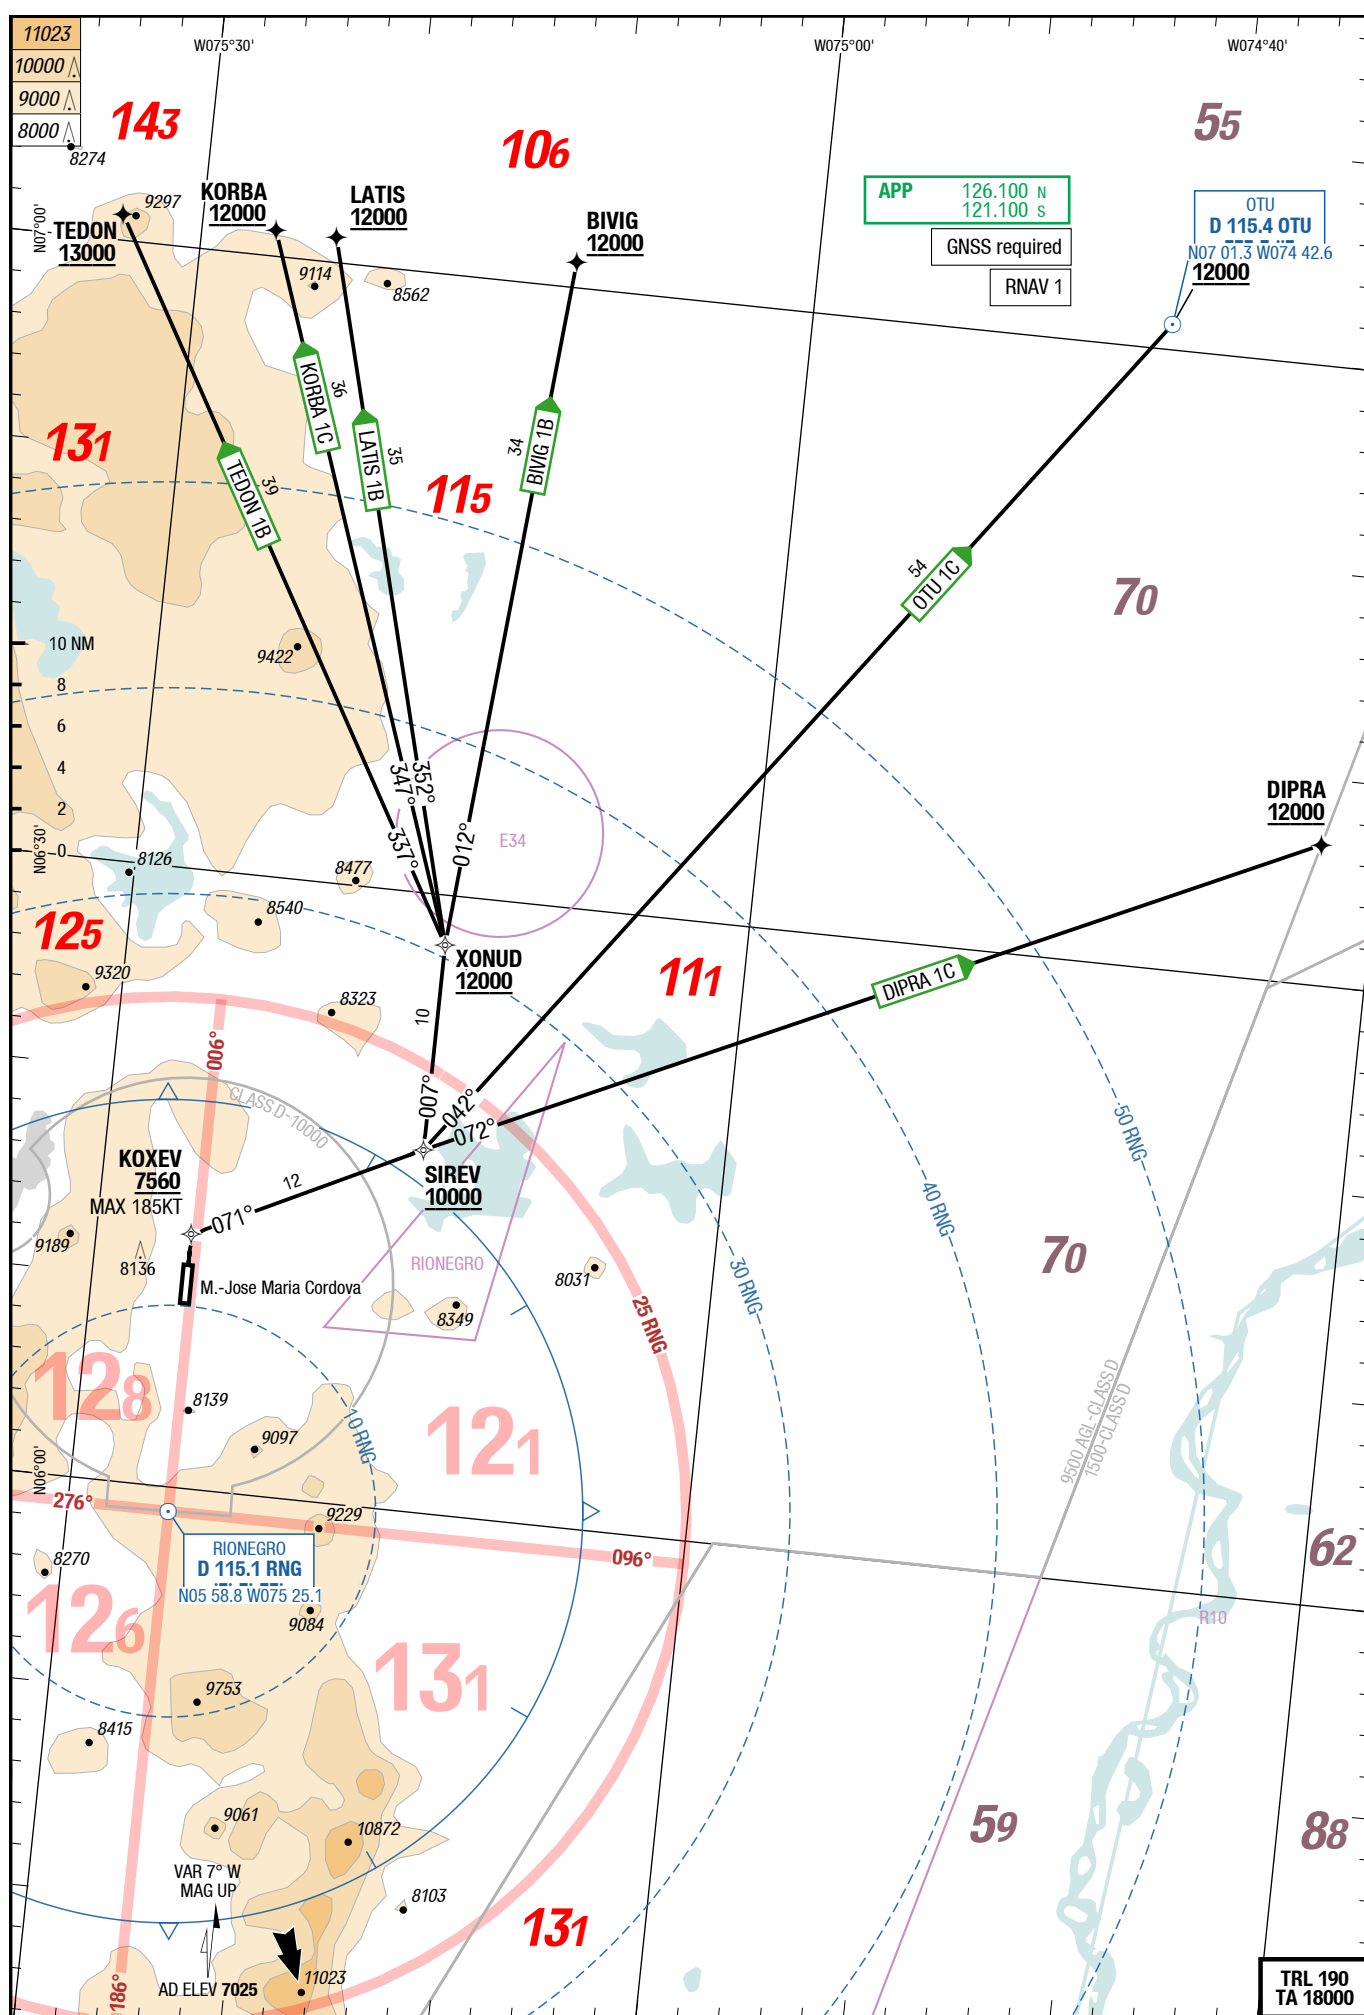 11023
10000
9000
8000
8274
W075°30'
W075°00'
W074°40'
143
106
55
N07°00'
9297
TEDON
13000
KORBA
12000
LATIS
12000
BIVIG
12000
9114
8562
APP 126.100 N
121.100 S
GNSS required
RNAV 1
OTU
D 115.4 OTU
N07 01.3 W074 42.6
12000
KORBA 1C
36
LATIS 1B
35
BIVIG 1B
34
TEDON 1B
39
131
115
OTU 1C
54
70
10 NM
8
6
4
2
0
9422
N06°30'
8126
8477
8540
E34
337°
347°
352°
012°
DIPRA
12000
125
9320
8323
XONUD
12000
111
DIPRA 1C
10
006°
CLASS D-10000
007°
042°
072°
50 RNG
40 RNG
30 RNG
25 RNG
10 RNG
KOXEV
7560
MAX 185KT
12
071°
SIREV
10000
9189
8136
M.-Jose Maria Cordova
RIONEGRO
8031
8349
70
128
8139
9097
121
9500 AGL-CLASS D
1500-CLASS D
N06°00'
276°
9229
096°
62
8270
RIONEGRO
D 115.1 RNG
N05 58.8 W075 25.1
9084
126
131
R10
9753
8415
9061
10872
59
88
VAR 7° W
MAG UP
8103
131
AD ELEV 7025
11023
186°
TRL 190
TA 18000